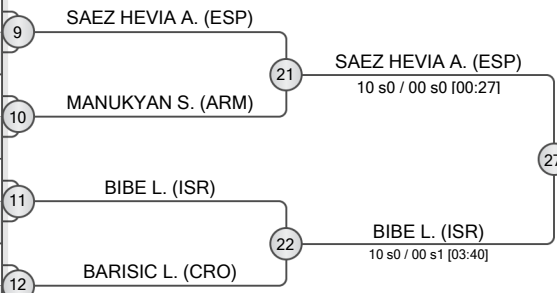 9
SAEZ HEVIA A. (ESP)
21
SAEZ HEVIA A. (ESP)
10 s0 / 00 s0 [00:27]
10
MANUKYAN S. (ARM)
27
11
BIBE L. (ISR)
22
BIBE L. (ISR)
10 s0 / 00 s1 [03:40]
12
BARISIC L. (CRO)